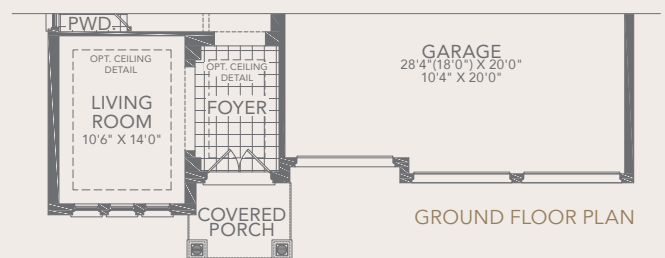 PWD.
OPT. CEILING
DETAIL
LIVING
ROOM
10'6" X 14'0"
OPT. CEILING
DETAIL
FOYER
COVERED
PORCH
GARAGE
28'4"(18'0") X 20'0"
10'4" X 20'0"
GROUND FLOOR PLAN